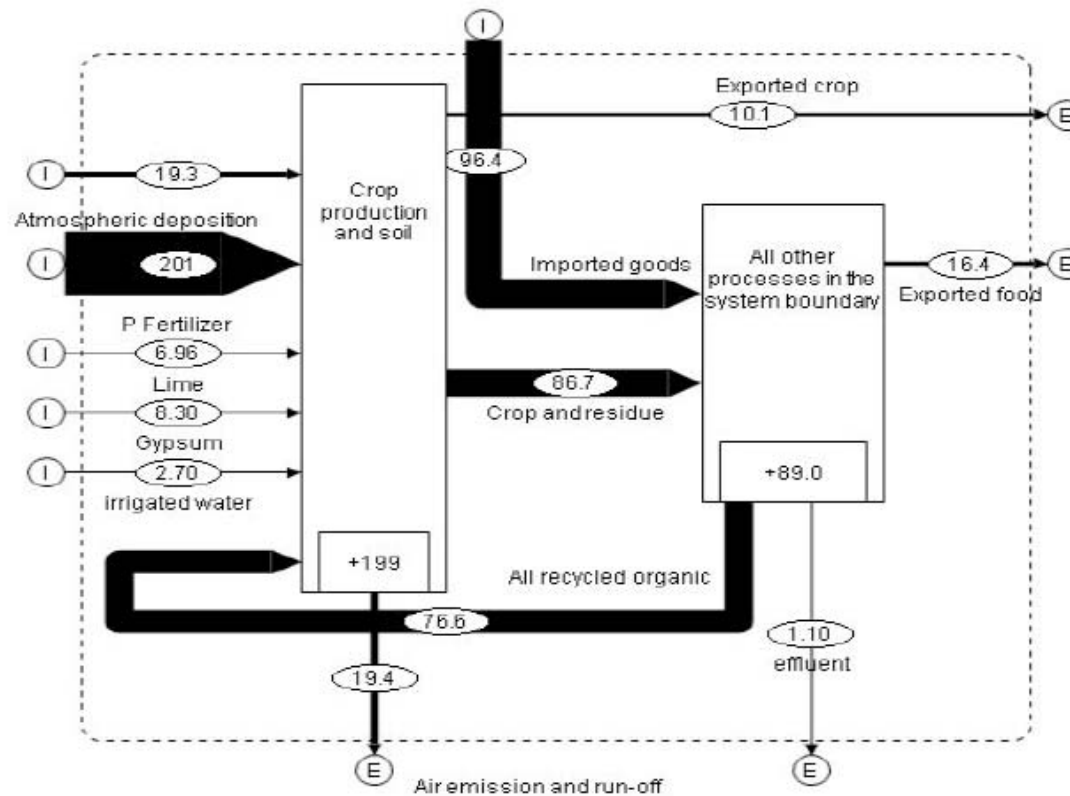 I
Exported crop
10.1
E
96.4
I
19.3
Crop
production
and soil
Atmospheric deposition
I
201
Imported goods
All other
processes in the
system boundary
16.4
E
Exported food
P Fertilizer
I
6.96
Lime
86.7
Crop and residue
I
8.30
Gypsum
I
2.70
irrigated water
+89.0
+199
All recycled organic
76.6
1.10
effluent
19.4
E
E
Air emission and run-off